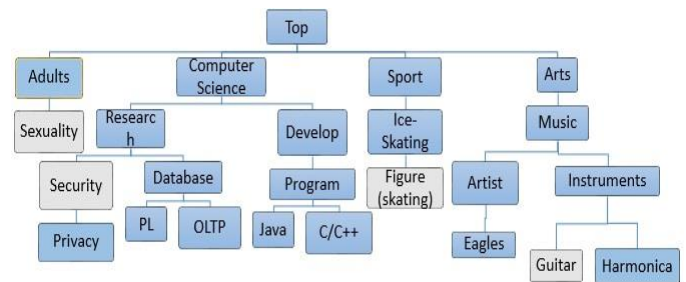 Top
Adults
Computer
Science
Sport
Arts
Sexuality
Researc
h
Develop
Ice-
Skating
Music
Security
Database
Program
Figure
(skating)
Artist
Instruments
Privacy
PL
OLTP
Java
C/C++
Eagles
Guitar
Harmonica